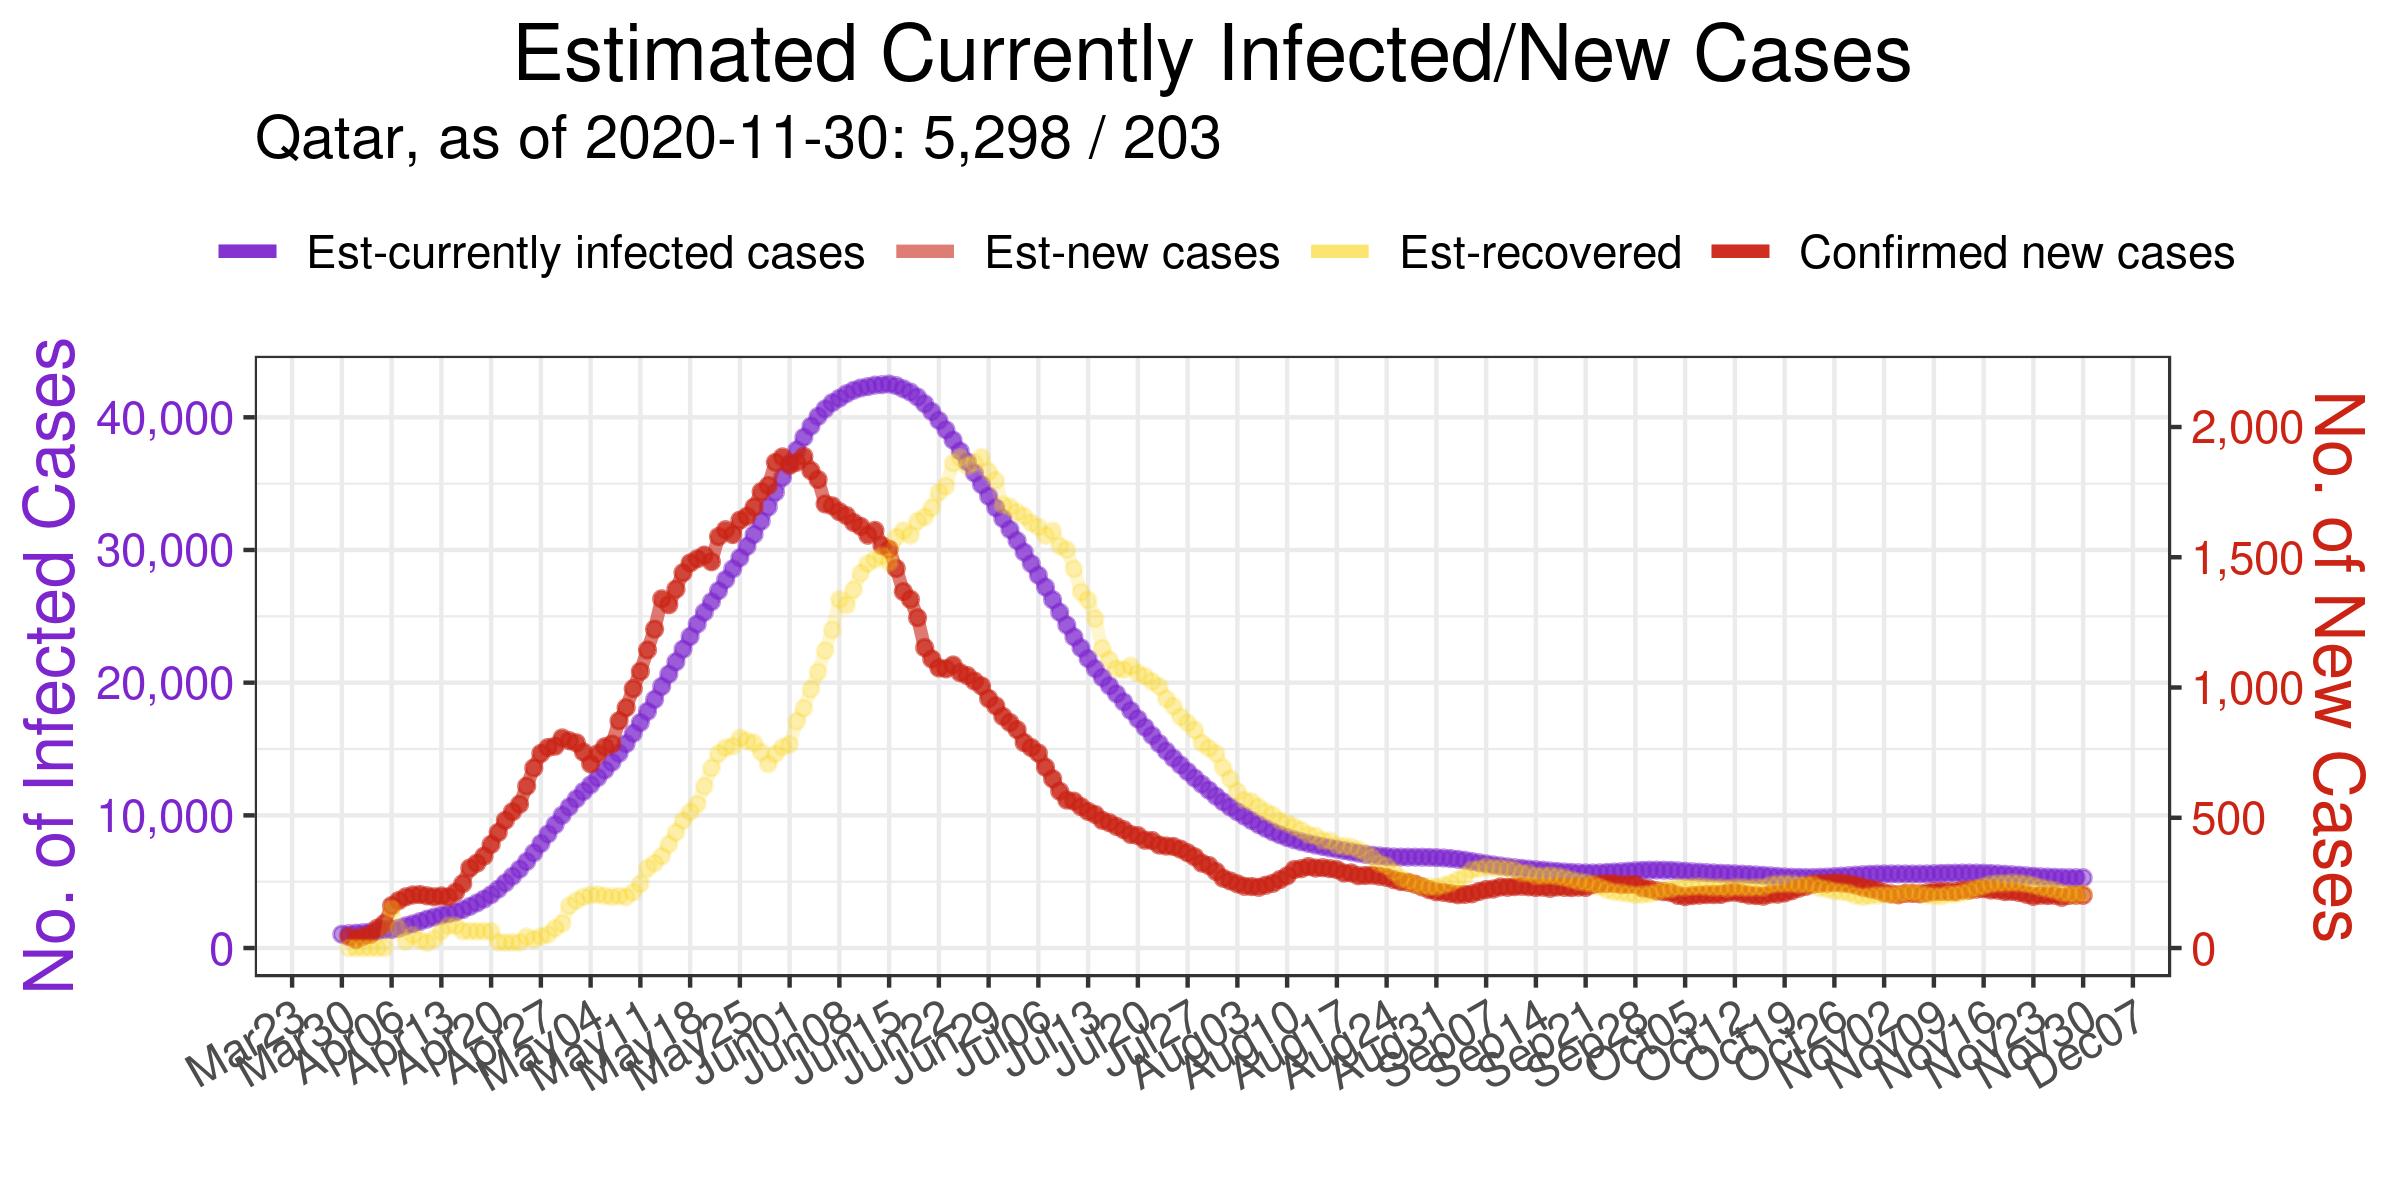 Estimated Currently Infected/New Cases
Qatar, as of 2020-11-30: 5,298 / 203
Est-currently infected cases Est-new cases Est-recovered Confirmed new cases
No. of Infected Cases
40,000
30,000
20,000
10,000
0
2,000
1,500
1,000
500
0
No. of New Cases
Mar23 Mar30 Apr06 Apr13 Apr20 Apr27 May04 May11 May18 May25 Jun01 Jun08 Jun15 Jun22 Jun29 Jul06 Jul13 Jul20 Jul27 Aug03 Aug10 Aug17 Aug24 Aug31 Sep07 Sep14 Sep21 Sep28 Oct05 Oct12 Oct19 Oct26 Nov02 Nov09 Nov16 Nov23 Nov30 Dec07